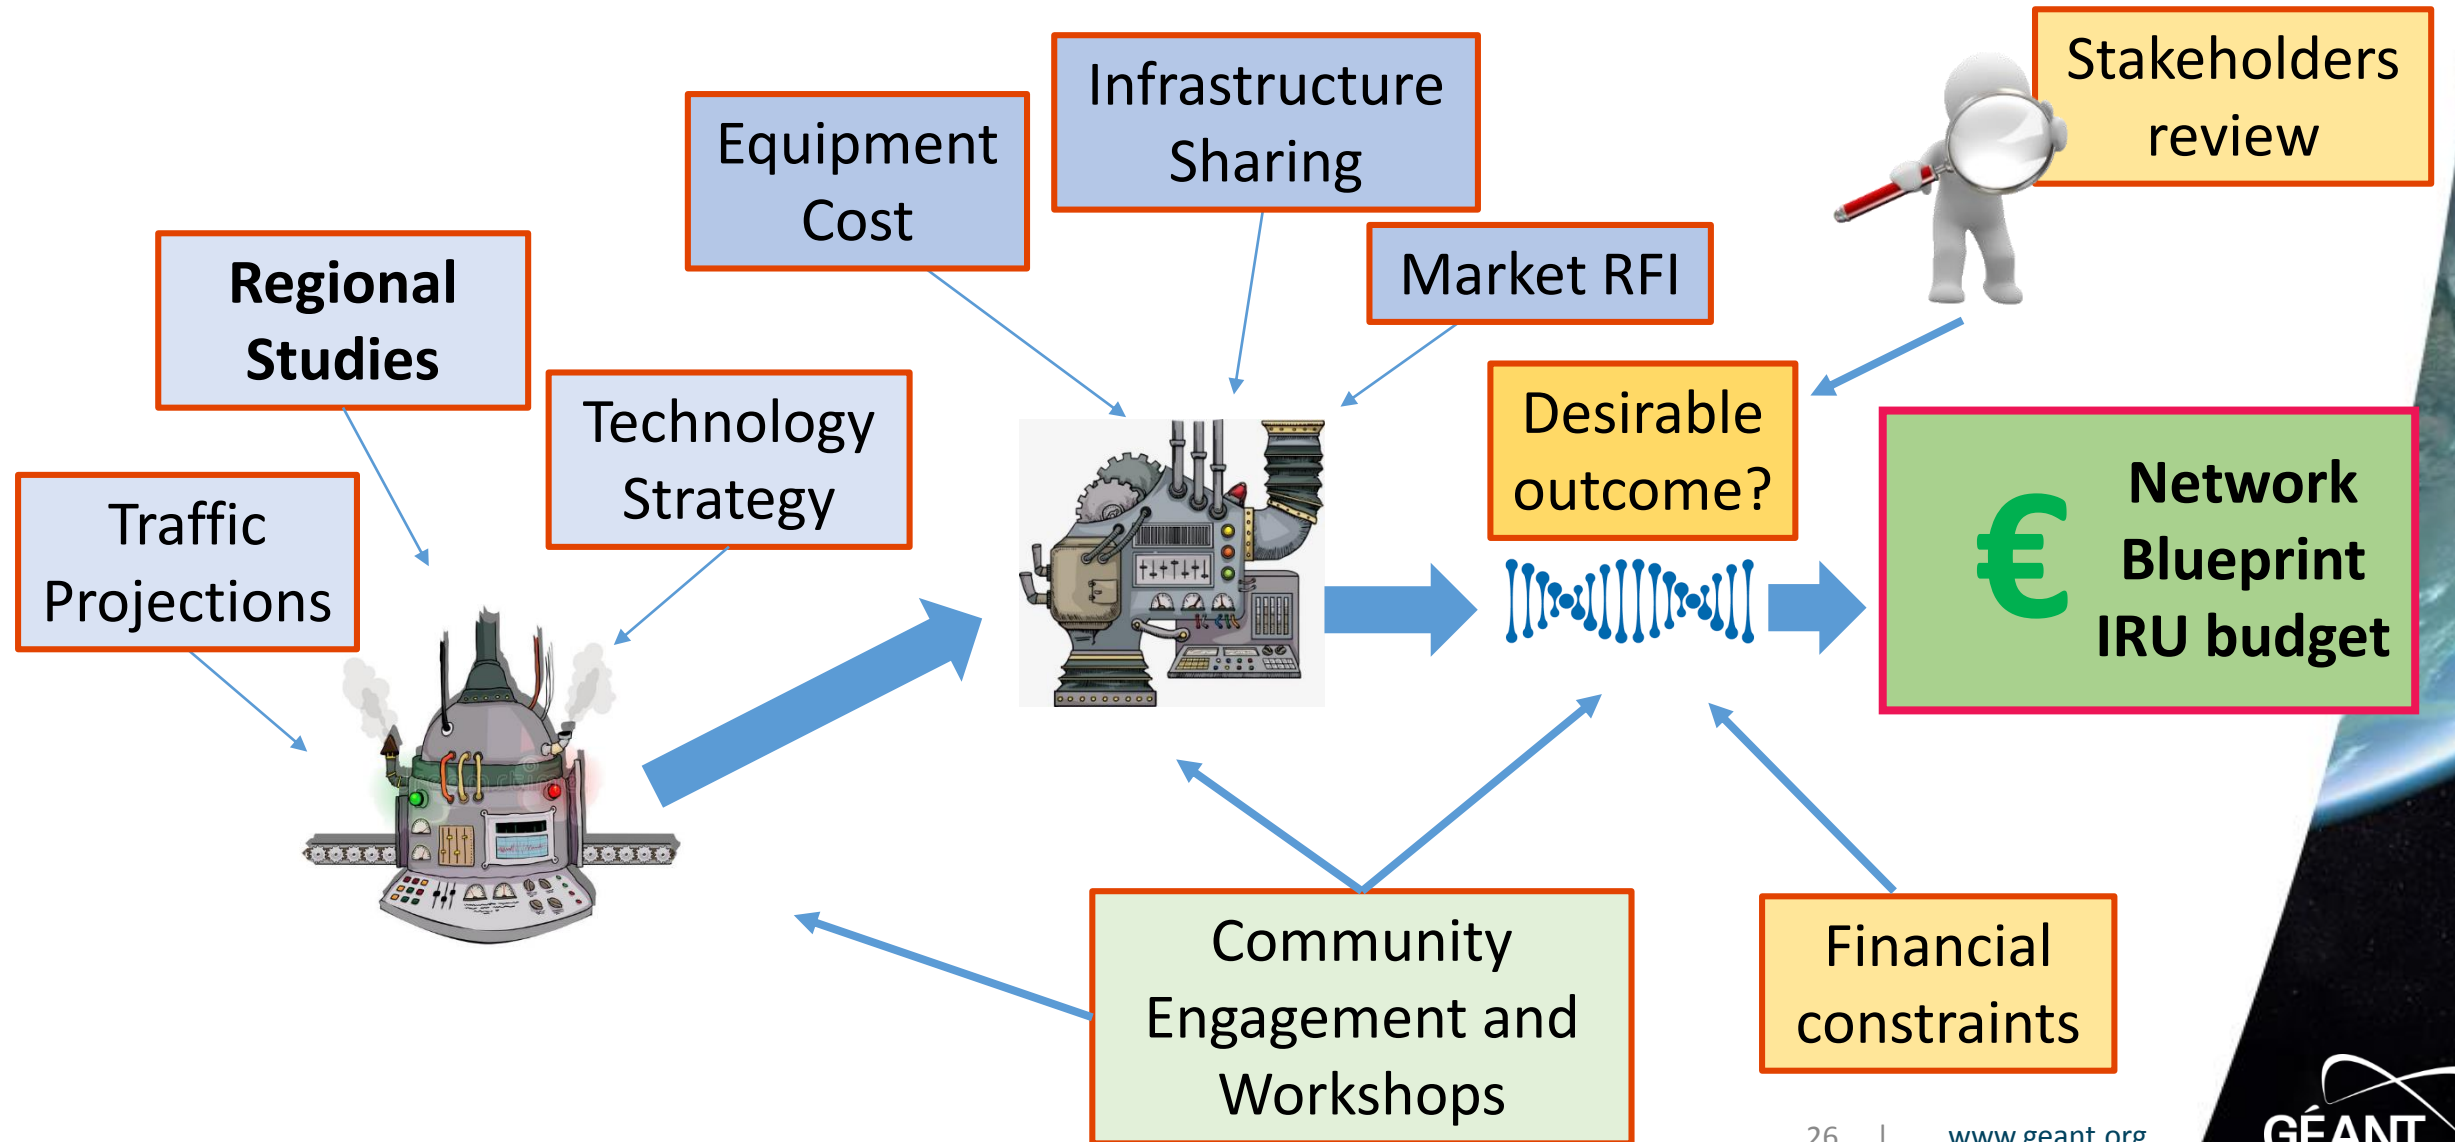 Stakeholders
review
Infrastructure
Sharing
Equipment
Cost
Market RFI
Regional
Studies
Technology
Strategy
Desirable
outcome?
Traffic
Projections
€
Network
Blueprint
IRU budget
Community
Engagement and
Workshops
Financial
constraints
26 | www.geant.org
GÉANT